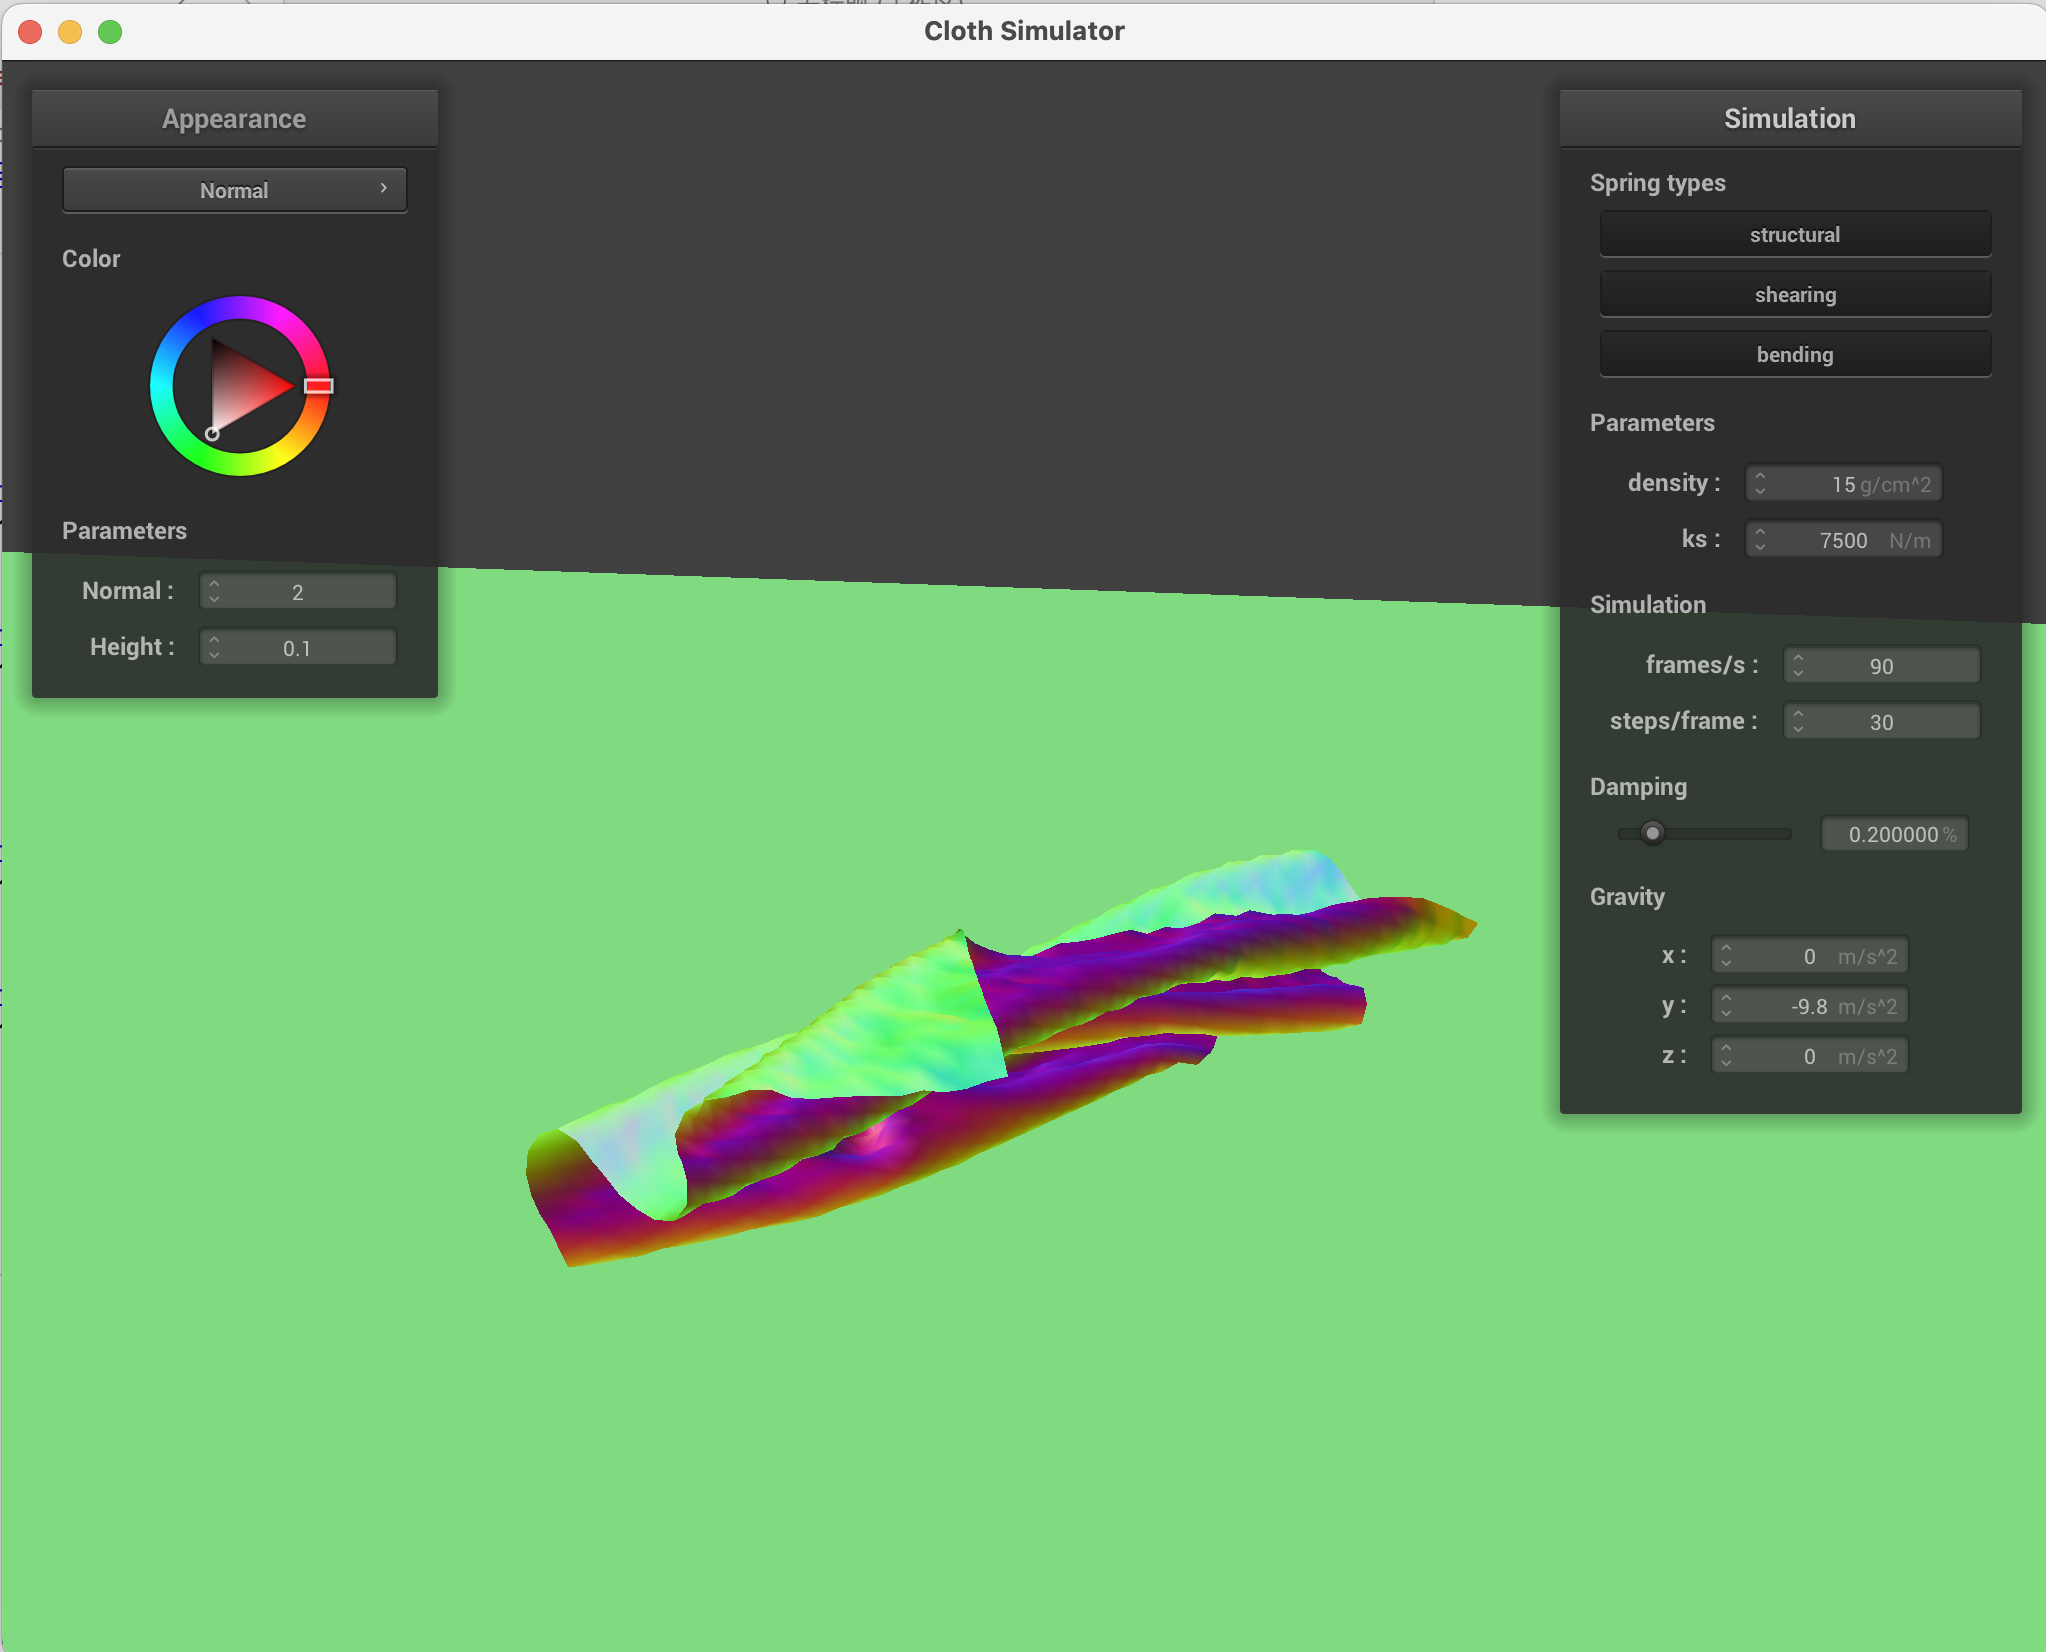 Cloth Simulator
Appearance
Normal
Color
Parameters
Normal : 2
Height : 0.1
Simulation
Spring types
structural
shearing
bending
Parameters
density : 15 g/cm^2
ks : 7500 N/m
Simulation
frames/s : 90
steps/frame : 30
Damping
0.200000 %
Gravity
x : 0 m/s^2
y : -9.8 m/s^2
z : 0 m/s^2